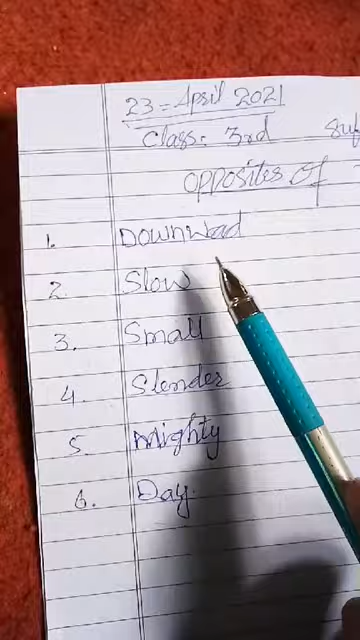 23 = April 2021
Class: 3rd
Opposites of
1. Downward
2. Slow
3. Small
4. Slender
5. Mighty
6. Day.